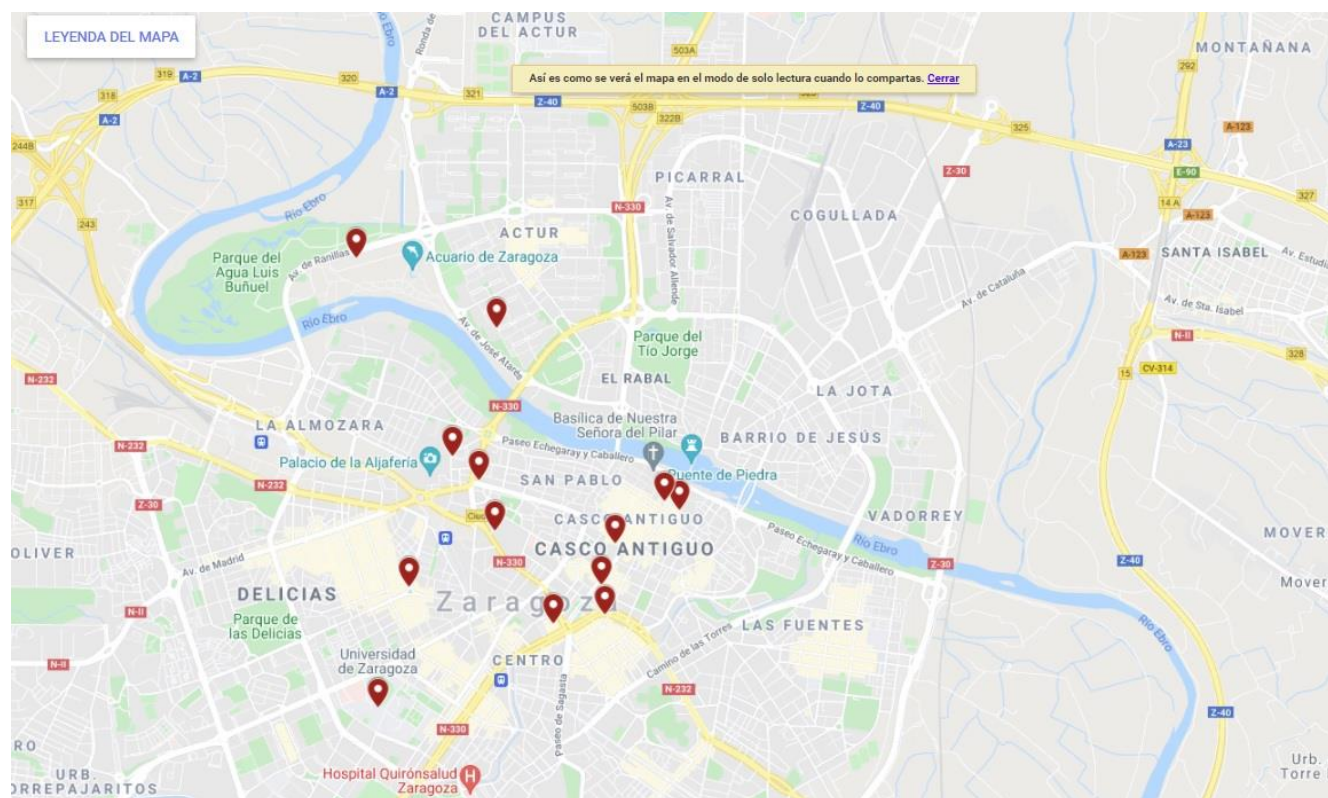 LEYENDA DEL MAPA
CAMPUS
DEL ACTUR
Ronda de
503A
MONTAÑANA
Así es como se verá el mapa en el modo de solo lectura cuando lo compartas. Cerrar
292
319
A-2
320
A-2
321
Z-40
503B
322B
Z-40
318
A-2
325
A-123
244B
A-23
Río Ebro
PICARRAL
Z-30
E-90
327
317
243
Río Ebro
N-330
14 A
A-123
COGULLADA
Av. de Salvador Allende
ACTUR
Parque del
Agua Luis
Buñuel
Av. de Ranillas
Acuario de Zaragoza
A-123
SANTA ISABEL
Av. de Cataluña
Av. de Sta. Isabel
Río Ebro
Av. de José Atarés
Parque del
Tío Jorge
N-II
328
N-232
EL RABAL
15
CV-314
LA JOTA
N-330
LA ALMOZARA
Basílica de Nuestra
Señora del Pilar
BARRIO DE JESÚS
N-232
Paseo Echegaray y Caballero
Palacio de la Aljafería
Puente de Piedra
N-232
SAN PABLO
Z-30
CASCO ANTIGUO
VADORREY
MOVER
OLIVER
CASCO ANTIGUO
Paseo Echegaray y Caballero
Río Ebro
Av. de Madrid
N-330
Z-30
Z-40
Mover
DELICIAS
Zaragoz
N-II
Parque de
las Delicias
LAS FUENTES
Río Ebro
Universidad
de Zaragoza
CENTRO
Camino de las Torres
N-II
N-232
Paseo de Sagasta
Z-40
N-330
RO
Urb.
Torre
URB.
ORREPAJARITOS
Hospital Quirónsalud
Zaragoza
H